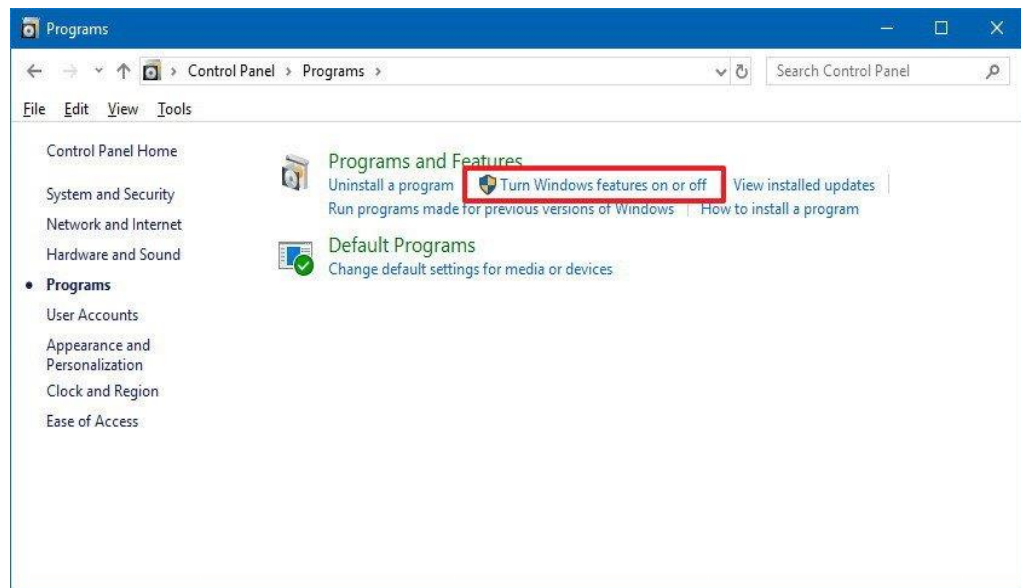 Programs
Control Panel > Programs >
Search Control Panel
File Edit View Tools
Control Panel Home
System and Security
Network and Internet
Hardware and Sound
Programs
User Accounts
Appearance and
Personalization
Clock and Region
Ease of Access
Programs and Features
Uninstall a program Turn Windows features on or off View installed updates
Run programs made for previous versions of Windows How to install a program
Default Programs
Change default settings for media or devices